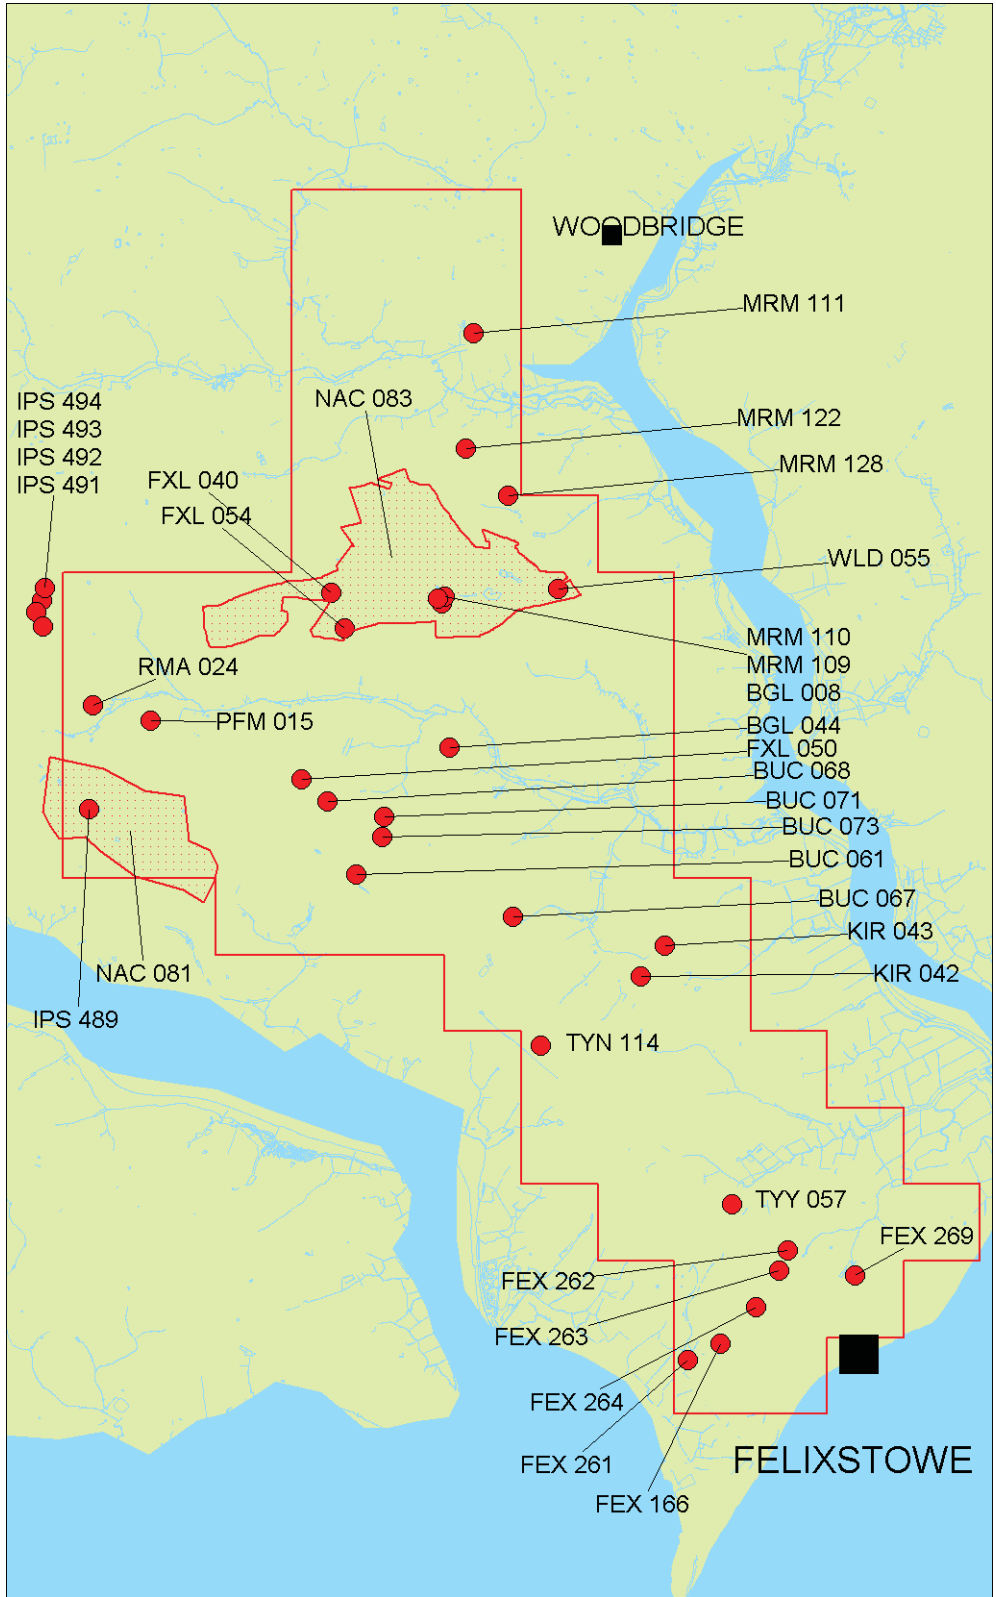 WOODBRIDGE
MRM 111
IPS 494
IPS 493
IPS 492
IPS 491
NAC 083
MRM 122
MRM 128
FXL 040
FXL 054
WLD 055
MRM 110
MRM 109
BGL 008
RMA 024
PFM 015
BGL 044
FXL 050
BUC 068
BUC 071
BUC 073
BUC 061
BUC 067
KIR 043
KIR 042
NAC 081
IPS 489
TYN 114
TYY 057
FEX 269
FEX 262
FEX 263
FEX 264
FEX 261
FEX 166
FELIXSTOWE